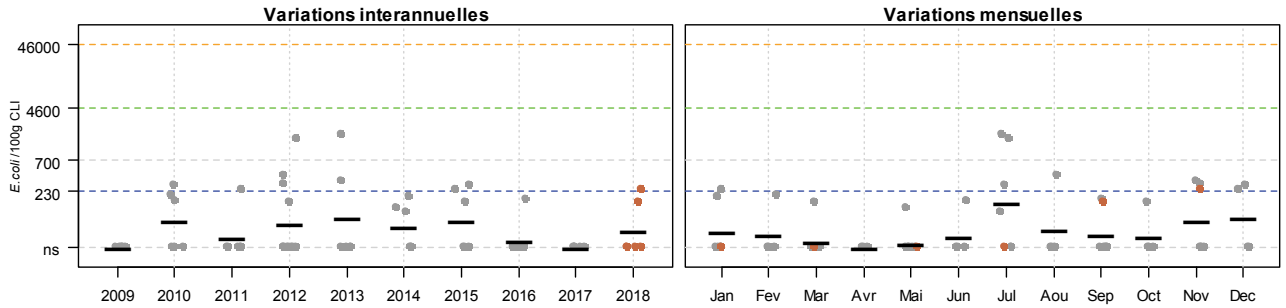 Variations interannuelles
Variations mensuelles
E.coli /100g CLI
46000
4600
700
230
ns
2009 2010 2011 2012 2013 2014 2015 2016 2017 2018
Jan Fev Mar Avr Mai Jun Jul Aou Sep Oct Nov Dec